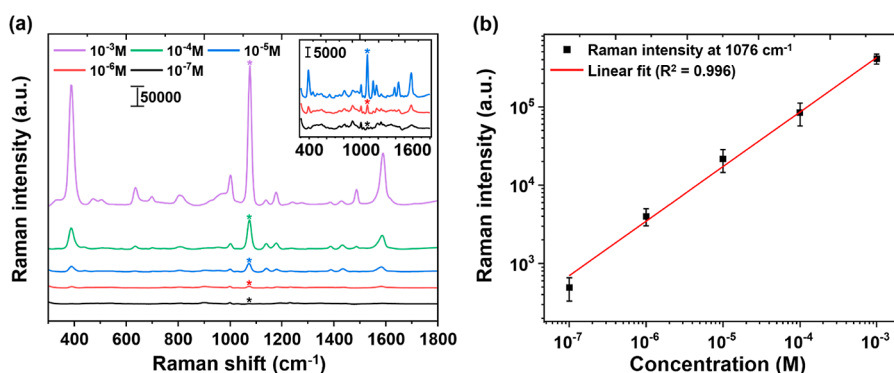 (a)
10⁻³M 10⁻⁴M 10⁻⁵M
10⁻⁶M 10⁻⁷M
50000
5000
*
*
*
300 800 1600
*
*
*
*
*
Raman intensity (a.u.)
400 600 800 1000 1200 1400 1600 1800
Raman shift (cm⁻¹)
(b)
Raman intensity at 1076 cm⁻¹
Linear fit (R² = 0.996)
10⁵
10⁴
10³
Raman intensity (a.u.)
10⁻⁷ 10⁻⁶ 10⁻⁵ 10⁻⁴ 10⁻³
Concentration (M)